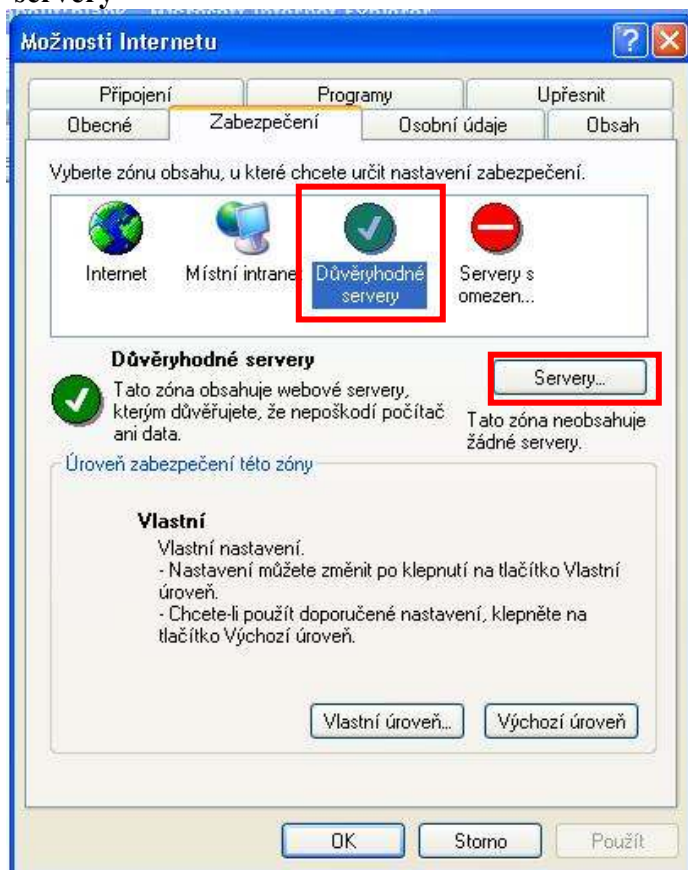 servery
Možnosti Internetu
Připojení Programy Upřesnit
Obecné Zabezpečení Osobní údaje Obsah
Vyberte zónu obsahu, u které chcete určit nastavení zabezpečení.
Internet Místní intranet Důvěryhodné servery Servery s omezen...
Důvěryhodné servery
Servery...
Tato zóna obsahuje webové servery,
kterým důvěřujete, že nepoškodí počítač
ani data.
Tato zóna neobsahuje
žádné servery.
Úroveň zabezpečení této zóny
Vlastní
Vlastní nastavení.
- Nastavení můžete změnit po klepnutí na tlačítko Vlastní
úroveň.
- Chcete-li použít doporučené nastavení, klepněte na
tlačítko Výchozí úroveň.
Vlastní úroveň... Výchozí úroveň
OK Storno Použít